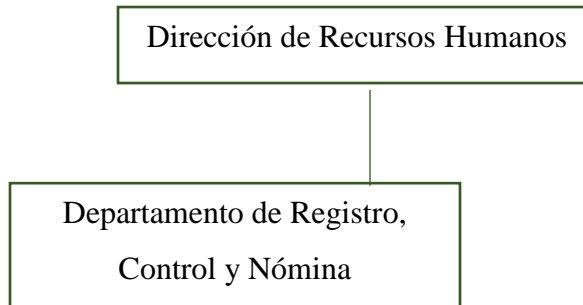 Dirección de Recursos Humanos
Departamento de Registro,
Control y Nómina